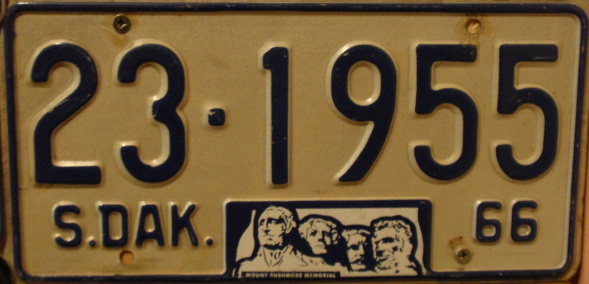 23·1955
S.DAK. 66
MOUNT RUSHMORE MEMORIAL